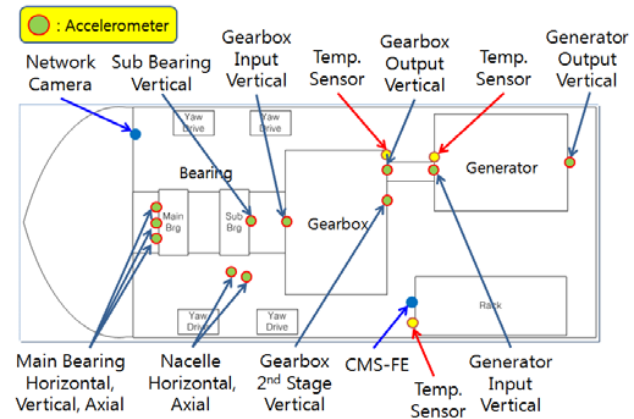 : Accelerometer
Network
Camera
Sub Bearing
Vertical
Gearbox
Input
Vertical
Temp.
Sensor
Gearbox
Output
Vertical
Temp.
Sensor
Generator
Output
Vertical
Yaw
Drive
Yaw
Drive
Bearing
Main
Brg
Sub
Brg
Gearbox
Generator
Yaw
Drive
Yaw
Drive
Rack
Main Bearing
Horizontal,
Vertical, Axial
Nacelle
Horizontal,
Axial
Gearbox
2nd Stage
Vertical
CMS-FE
Temp.
Sensor
Generator
Input
Vertical